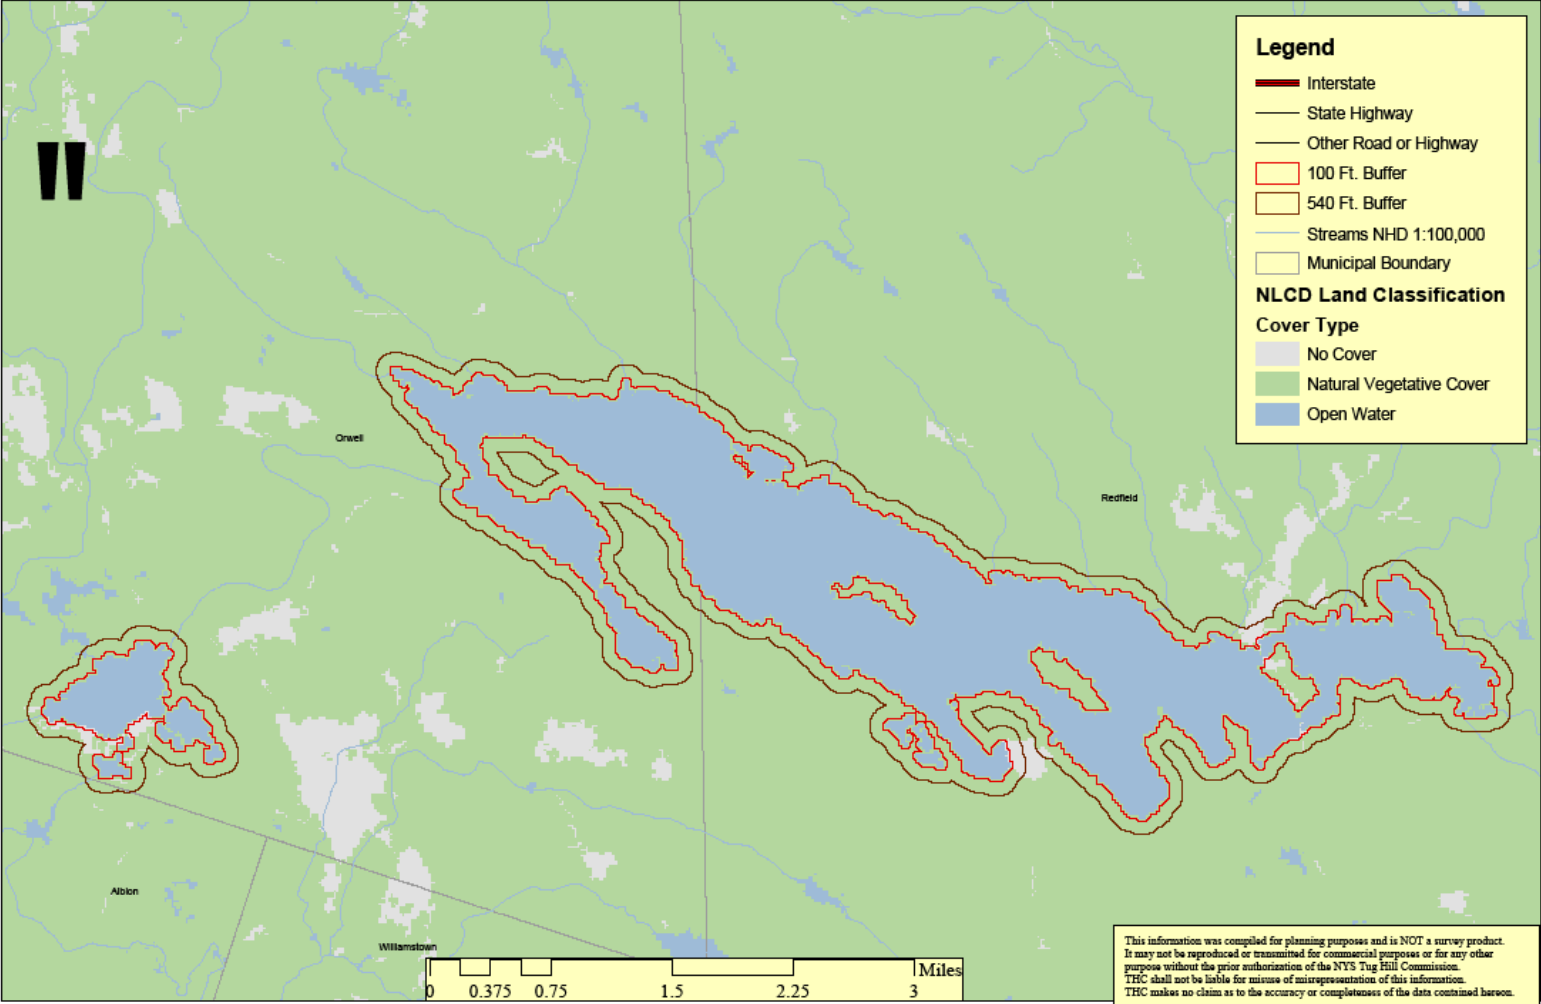 Legend
Interstate
State Highway
Other Road or Highway
100 Ft. Buffer
540 Ft. Buffer
Streams NHD 1:100,000
Municipal Boundary
NLCD Land Classification
Cover Type
No Cover
Natural Vegetative Cover
Open Water
"
Orwell
Redfield
Albion
Williamstown
Miles
0 0.375 0.75 1.5 2.25 3
This information was compiled for planning purposes and is NOT a survey product.
It may not be reproduced or transmitted for commercial purposes or for any other
purpose without the prior authorization of the NYS Tug Hill Commission.
THC shall not be liable for misuse of misrepresentation of this information.
THC makes no claim as to the accuracy or completeness of the data contained hereon.